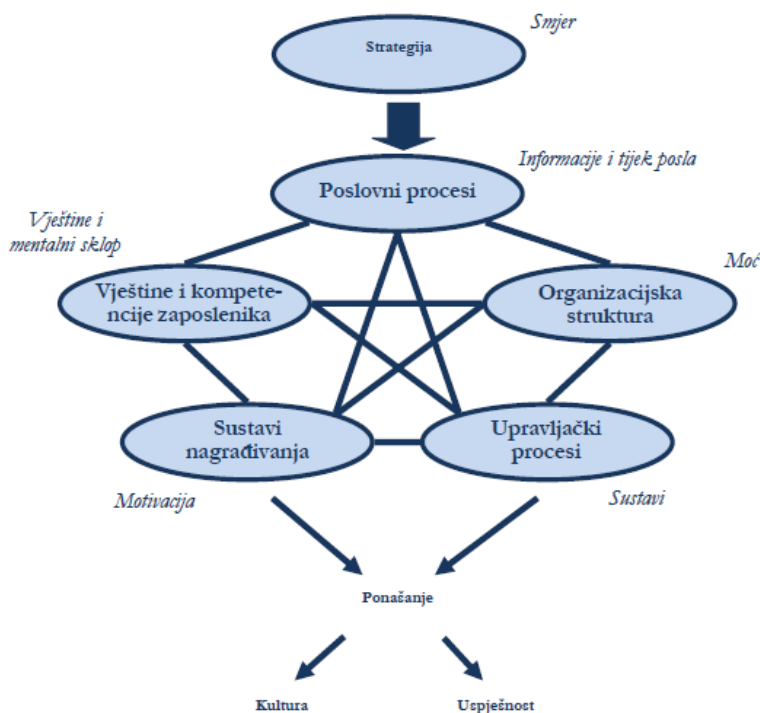 Smjer
Strategija
Informacije i tijek posla
Poslovni procesi
Vještine i
mentalni sklop
Moć
Vještine i kompete-
ncije zaposlenika
Organizacijska
struktura
Sustavi
nagrađivanja
Upravljački
procesi
Motivacija
Sustavi
Ponašanje
Kultura
Uspješnost